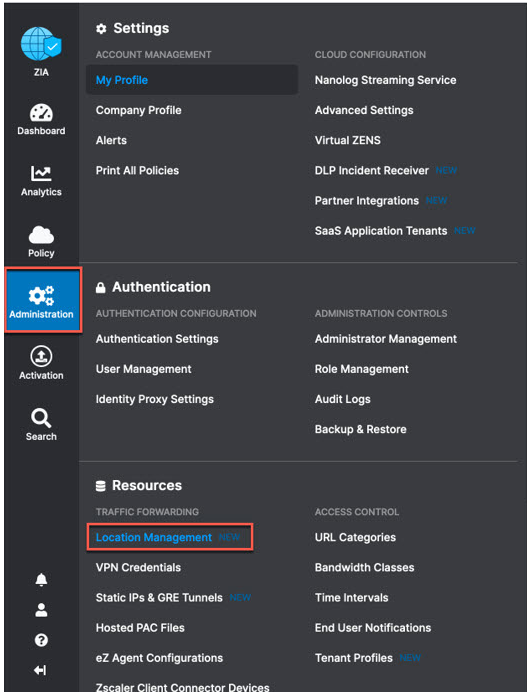 ZIA
Dashboard
Analytics
Policy
Administration
Activation
Search
Settings
ACCOUNT MANAGEMENT
My Profile
Company Profile
Alerts
Print All Policies
CLOUD CONFIGURATION
Nanolog Streaming Service
Advanced Settings
Virtual ZENS
DLP Incident Receiver NEW
Partner Integrations NEW
SaaS Application Tenants NEW
Authentication
AUTHENTICATION CONFIGURATION
Authentication Settings
User Management
Identity Proxy Settings
ADMINISTRATION CONTROLS
Administrator Management
Role Management
Audit Logs
Backup & Restore
Resources
TRAFFIC FORWARDING
Location Management NEW
VPN Credentials
Static IPs & GRE Tunnels NEW
Hosted PAC Files
eZ Agent Configurations
Zscaler Client Connector Devices
ACCESS CONTROL
URL Categories
Bandwidth Classes
Time Intervals
End User Notifications
Tenant Profiles NEW